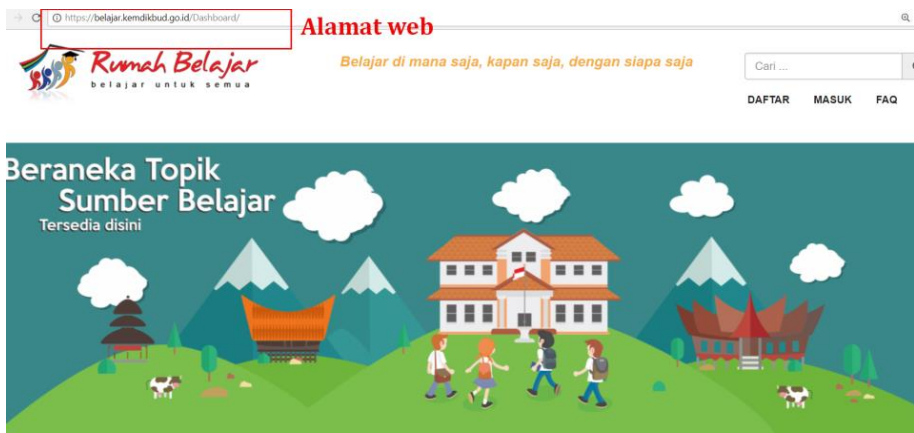 https://belajar.kemdikbud.go.id/Dashboard/
Alamat web
Rumah Belajar
belajar untuk semua
Belajar di mana saja, kapan saja, dengan siapa saja
Cari ...
DAFTAR MASUK FAQ
Beraneka Topik
Sumber Belajar
Tersedia disini